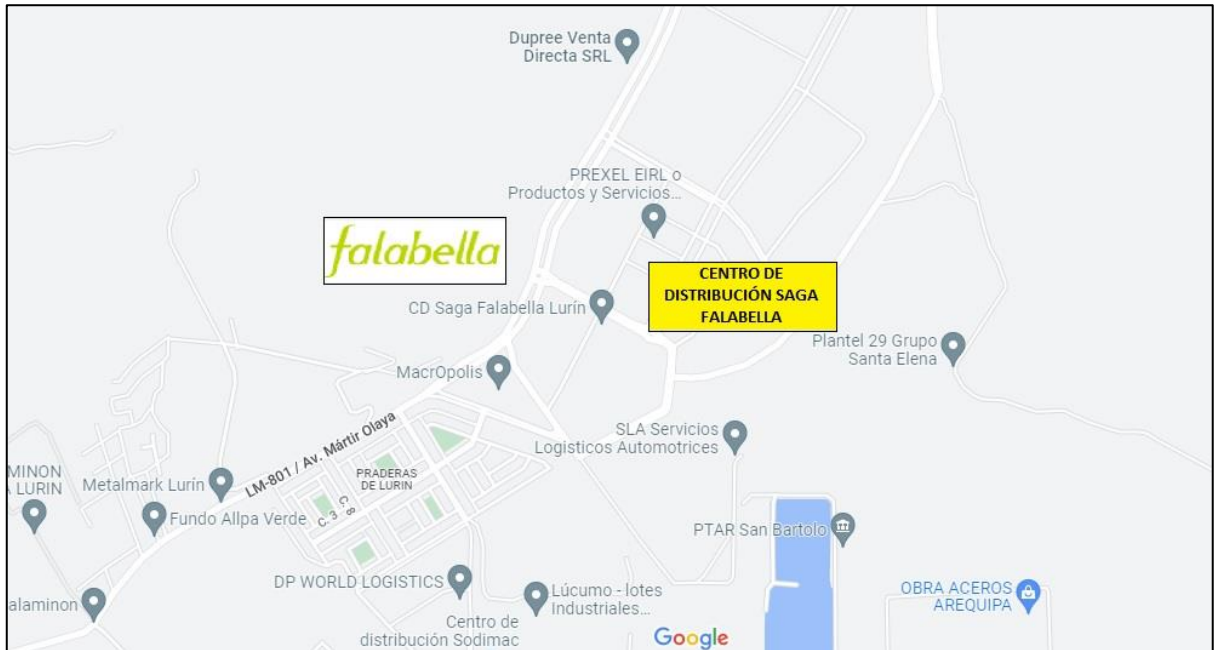 Dupree Venta
Directa SRL
PREXEL EIRL o
Productos y Servicios...
falabella
CENTRO DE
DISTRIBUCIÓN SAGA
FALABELLA
CD Saga Falabella Lurín
Plantel 29 Grupo
Santa Elena
MacrOpolis
SLA Servicios
Logisticos Automotrices
LM-801 / Av. Mártir Olaya
PRADERAS
DE LURIN
C. 8
C. 3
MINON
A LURIN
Metalmark Lurín
Fundo Allpa Verde
PTAR San Bartolo
DP WORLD LOGISTICS
Lúcumo - lotes
Industriales...
OBRA ACEROS
AREQUIPA
alaminon
Centro de
distribución Sodimac
Google